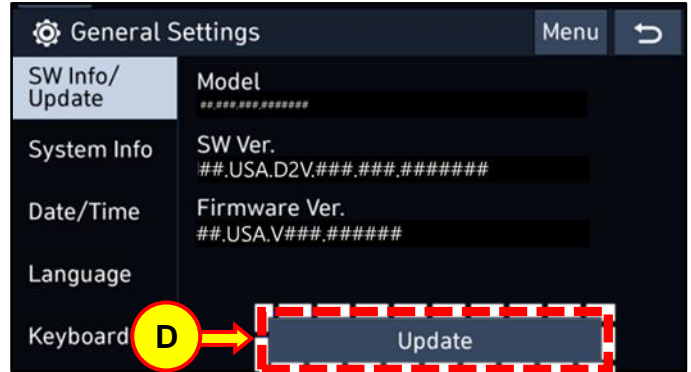 General Settings
Menu
SW Info/
Update
Model
##.###.###.#######
System Info
SW Ver.
##.USA.D2V.###.###.#######
Date/Time
Firmware Ver.
##.USA.V###.######
Language
Keyboard
D
Update